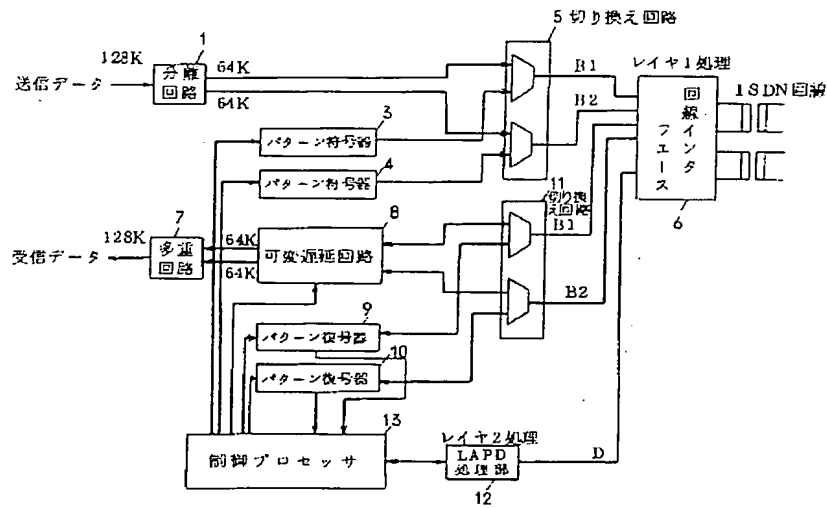 5 切り換え回路
128K
1
64K
B1
レイヤ1処理
送信データ
分離
回路
64K
B2
ISDN回線
回線インタ
フェース
3
パターン符号器
4
パターン符号器
11
切り換
え回路
6
7
8
128K
64K
B1
受信データ
多重
回路
64K
可変遅延回路
9
B2
パターン復号器
10
パターン復号器
13
レイヤ2処理
制御プロセッサ
LAPD
処理部
D
12